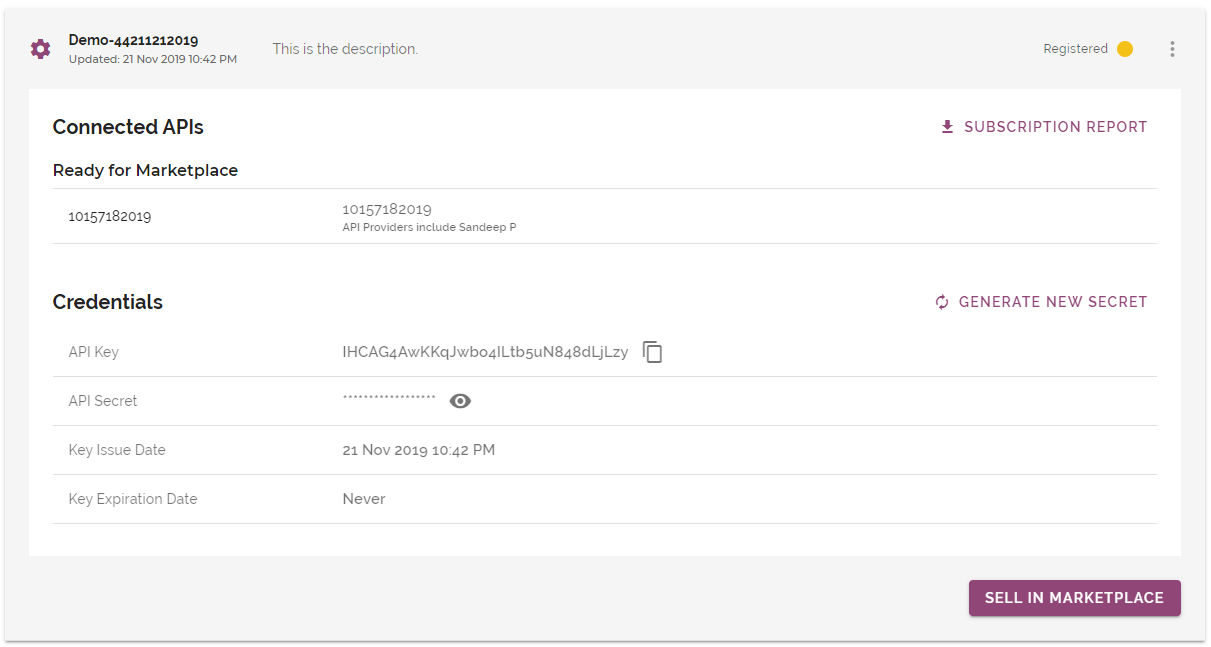 Demo-44211212019
Updated: 21 Nov 2019 10:42 PM
This is the description.
Registered
Connected APIs
SUBSCRIPTION REPORT
Ready for Marketplace
10157182019
10157182019
API Providers include Sandeep P
Credentials
GENERATE NEW SECRET
API Key
IHCAG4AwKKqJwbo4ILtb5uN848dLjLzy
API Secret
******************
Key Issue Date
21 Nov 2019 10:42 PM
Key Expiration Date
Never
SELL IN MARKETPLACE